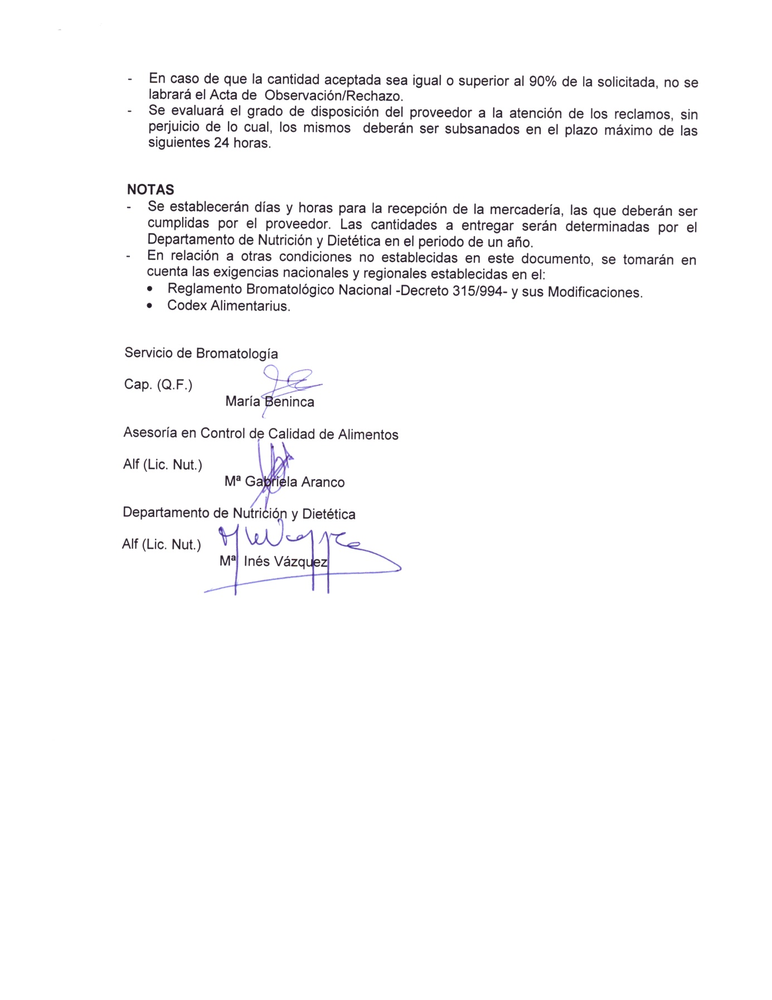 - En caso de que la cantidad aceptada sea igual o superior al 90% de la solicitada, no se
labrará el Acta de  Observación/Rechazo.
- Se evaluará el grado de disposición del proveedor a la atención de los reclamos, sin
perjuicio de lo cual, los mismos  deberán ser subsanados en el plazo máximo de las
siguientes 24 horas.
NOTAS
- Se establecerán días y horas para la recepción de la mercadería, las que deberán ser
cumplidas por el proveedor. Las cantidades a entregar serán determinadas por el
Departamento de Nutrición y Dietética en el periodo de un año.
- En relación a otras condiciones no establecidas en este documento, se tomarán en
cuenta las exigencias nacionales y regionales establecidas en el:
• Reglamento Bromatológico Nacional -Decreto 315/994- y sus Modificaciones.
• Codex Alimentarius.
Servicio de Bromatología
Cap. (Q.F.)
María Beninca
Asesoría en Control de Calidad de Alimentos
Alf (Lic. Nut.)
Mª Gabriela Aranco
Departamento de Nutrición y Dietética
Alf (Lic. Nut.)
Mª Inés Vázquez